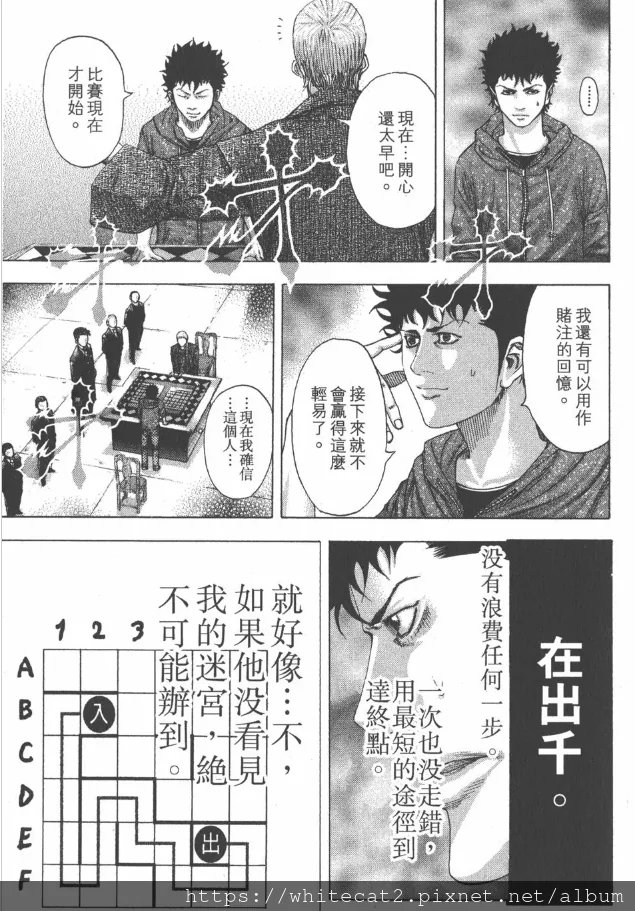 ⋯⋯
現在⋯開心
還太早吧。
比賽現在
才開始。
我還有可以用作
賭注的回憶。
接下來就不
會贏得這麼
輕易了。
⋯現在我確信
⋯這個人⋯
在出千。
没有浪費任何一步。
一次也没走錯，
用最短的途徑到
達終點。
就好像⋯不，
如果他没看見
我的迷宮，絕
不可能辦到。
1 2 3
A
B
入
C
D
E
出
F
https://whitecat2.pixnet.net/album